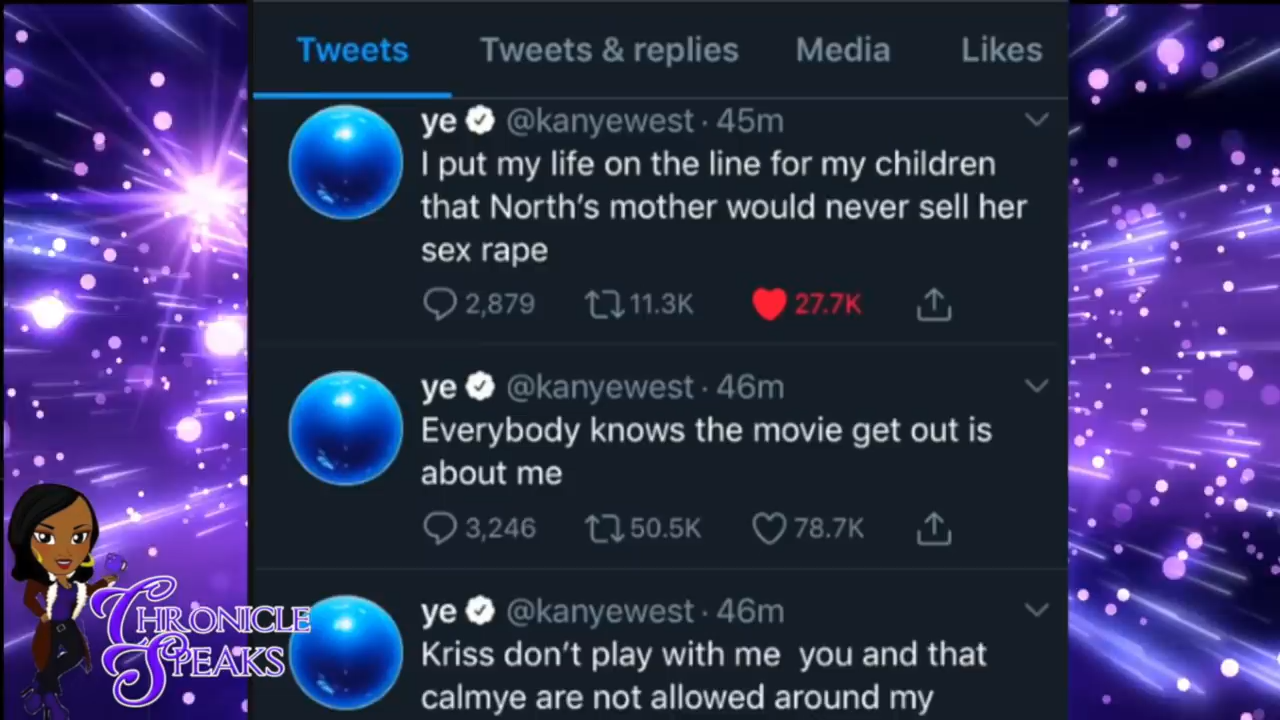 Tweets Tweets & replies Media Likes
ye @kanyewest · 45m
I put my life on the line for my children
that North's mother would never sell her
sex rape
2,879 11.3K 27.7K
ye @kanyewest · 46m
Everybody knows the movie get out is
about me
3,246 50.5K 78.7K
ye @kanyewest · 46m
Kriss don't play with me you and that
calmye are not allowed around my
CHRONICLE
SPEAKS